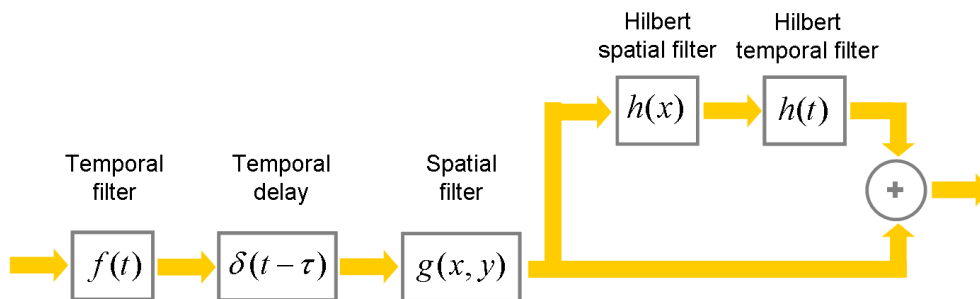 Hilbert
spatial filter
Hilbert
temporal filter
h(x)
h(t)
Temporal
filter
Temporal
delay
Spatial
filter
+
f(t)
δ(t−τ)
g(x, y)